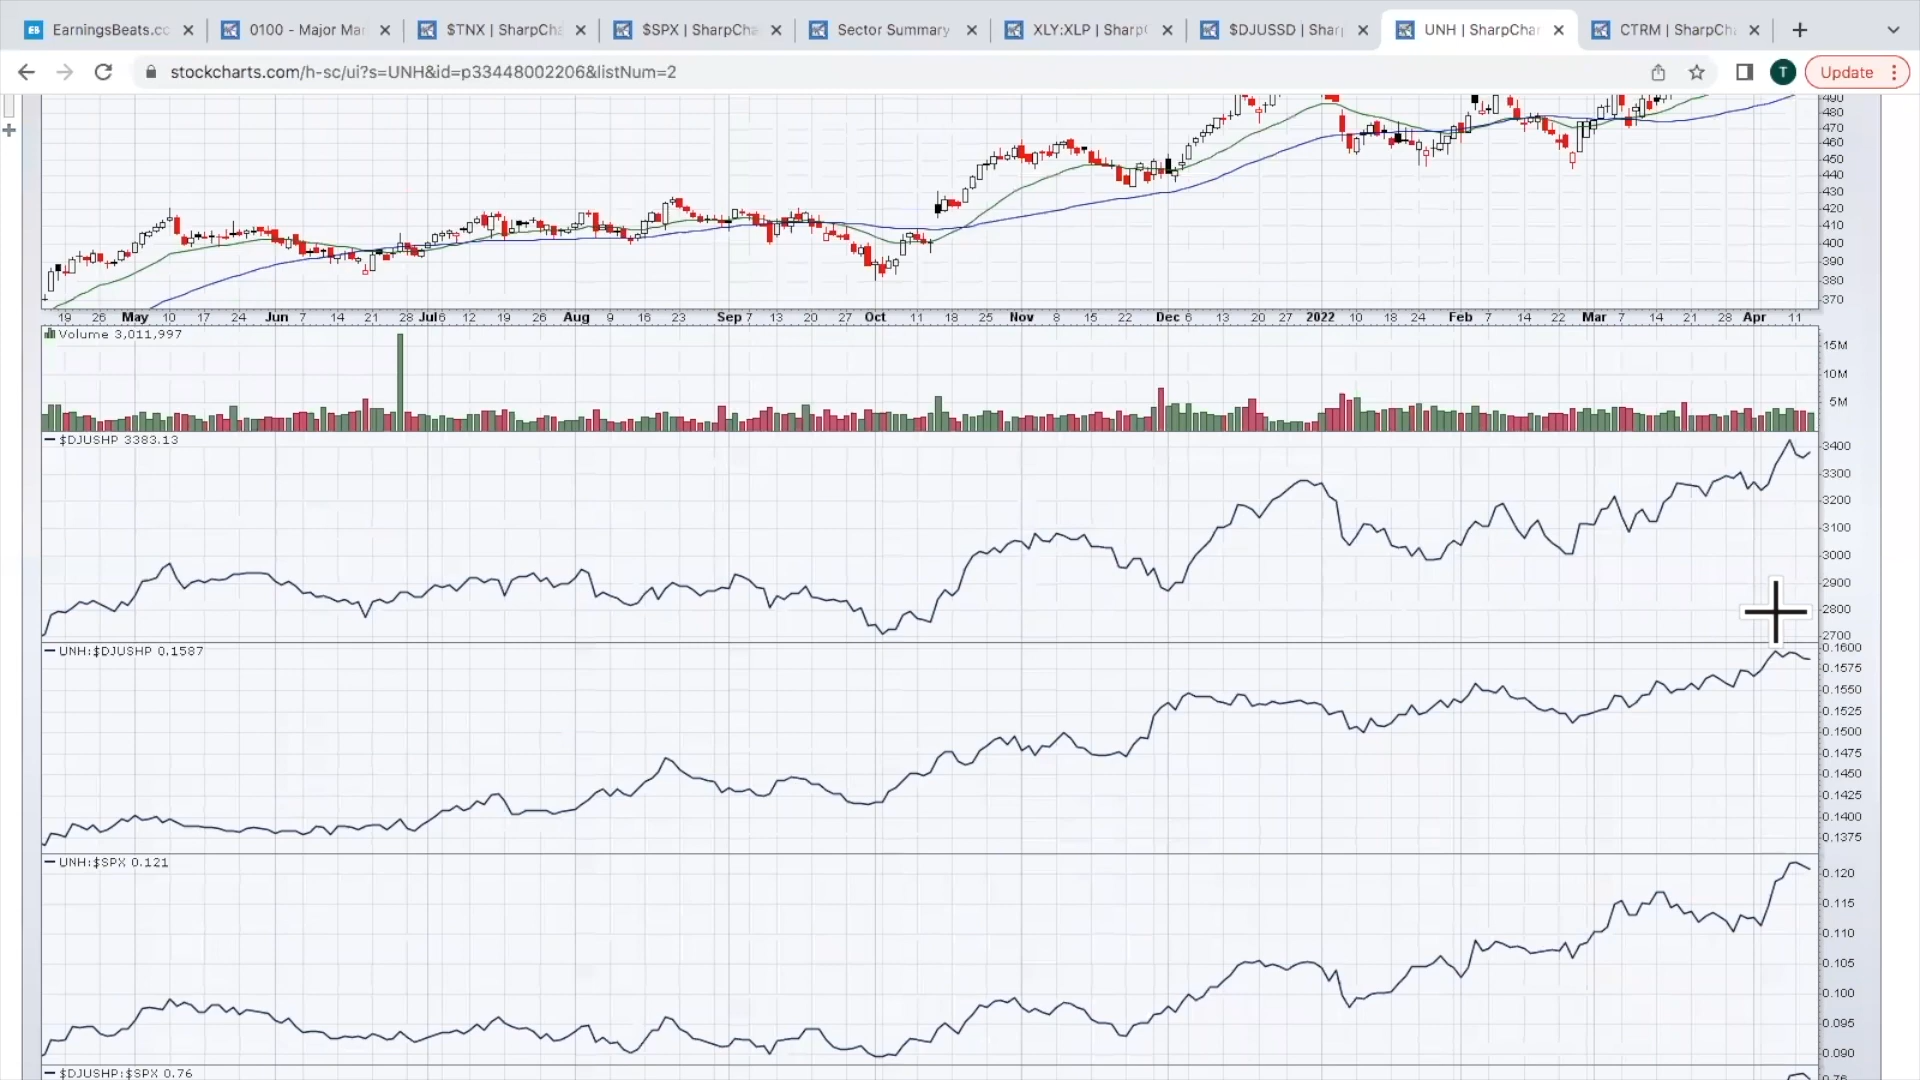 EarningsBeats.cc
0100 - Major Mar
$TNX | SharpCha
$SPX | SharpCha
Sector Summary
XLY:XLP | SharpC
$DJUSSD | Sharp
UNH | SharpChar
CTRM | SharpCha
stockcharts.com/h-sc/ui?s=UNH&id=p33448002206&listNum=2
T
Update
490
480
470
460
450
440
430
420
410
400
390
380
370
19 26 May 10 17 24 Jun 7 14 21 28 Jul 6 12 19 26 Aug 9 16 23 Sep 7 13 20 27 Oct 11 18 25 Nov 8 15 22 Dec 6 13 20 27 2022 10 18 24 Feb 7 14 22 Mar 7 14 21 28 Apr 11
Volume 3,011,997
15M
10M
5M
$DJUSHP 3383.13
3400
3300
3200
3100
3000
2900
2800
2700
UNH:$DJUSHP 0.1587
0.1600
0.1575
0.1550
0.1525
0.1500
0.1475
0.1450
0.1425
0.1400
0.1375
UNH:$SPX 0.121
0.120
0.115
0.110
0.105
0.100
0.095
0.090
$DJUSHP:$SPX 0.76
0.76